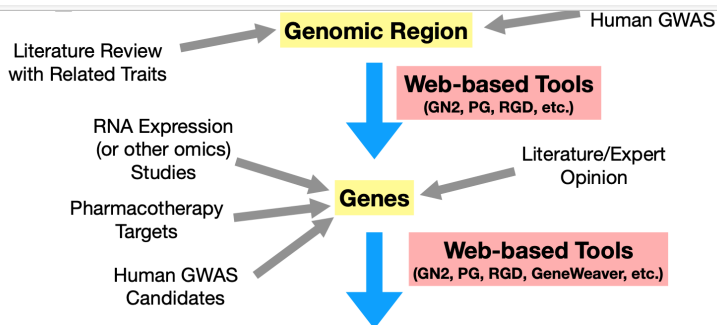 Human GWAS
Genomic Region
Literature Review
with Related Traits
Web-based Tools
(GN2, PG, RGD, etc.)
RNA Expression
(or other omics)
Studies
Literature/Expert
Opinion
Genes
Pharmacotherapy
Targets
Web-based Tools
(GN2, PG, RGD, GeneWeaver, etc.)
Human GWAS
Candidates